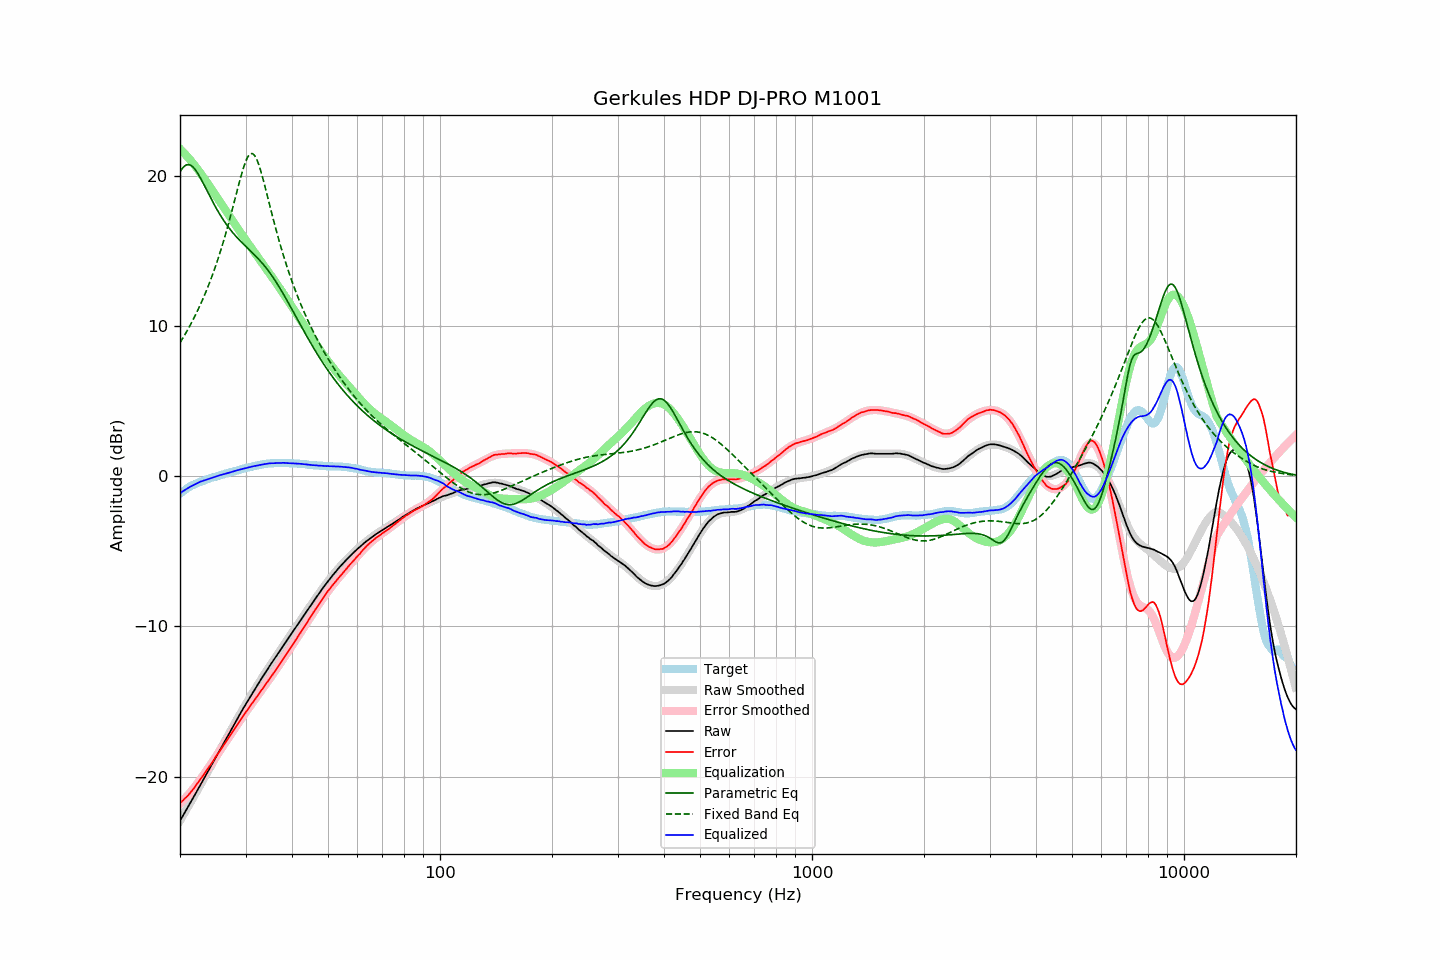 Gerkules HDP DJ-PRO M1001
Amplitude (dBr)
20
10
0
−10
−20
100
1000
10000
Frequency (Hz)
Target
Raw Smoothed
Error Smoothed
Raw
Error
Equalization
Parametric Eq
Fixed Band Eq
Equalized